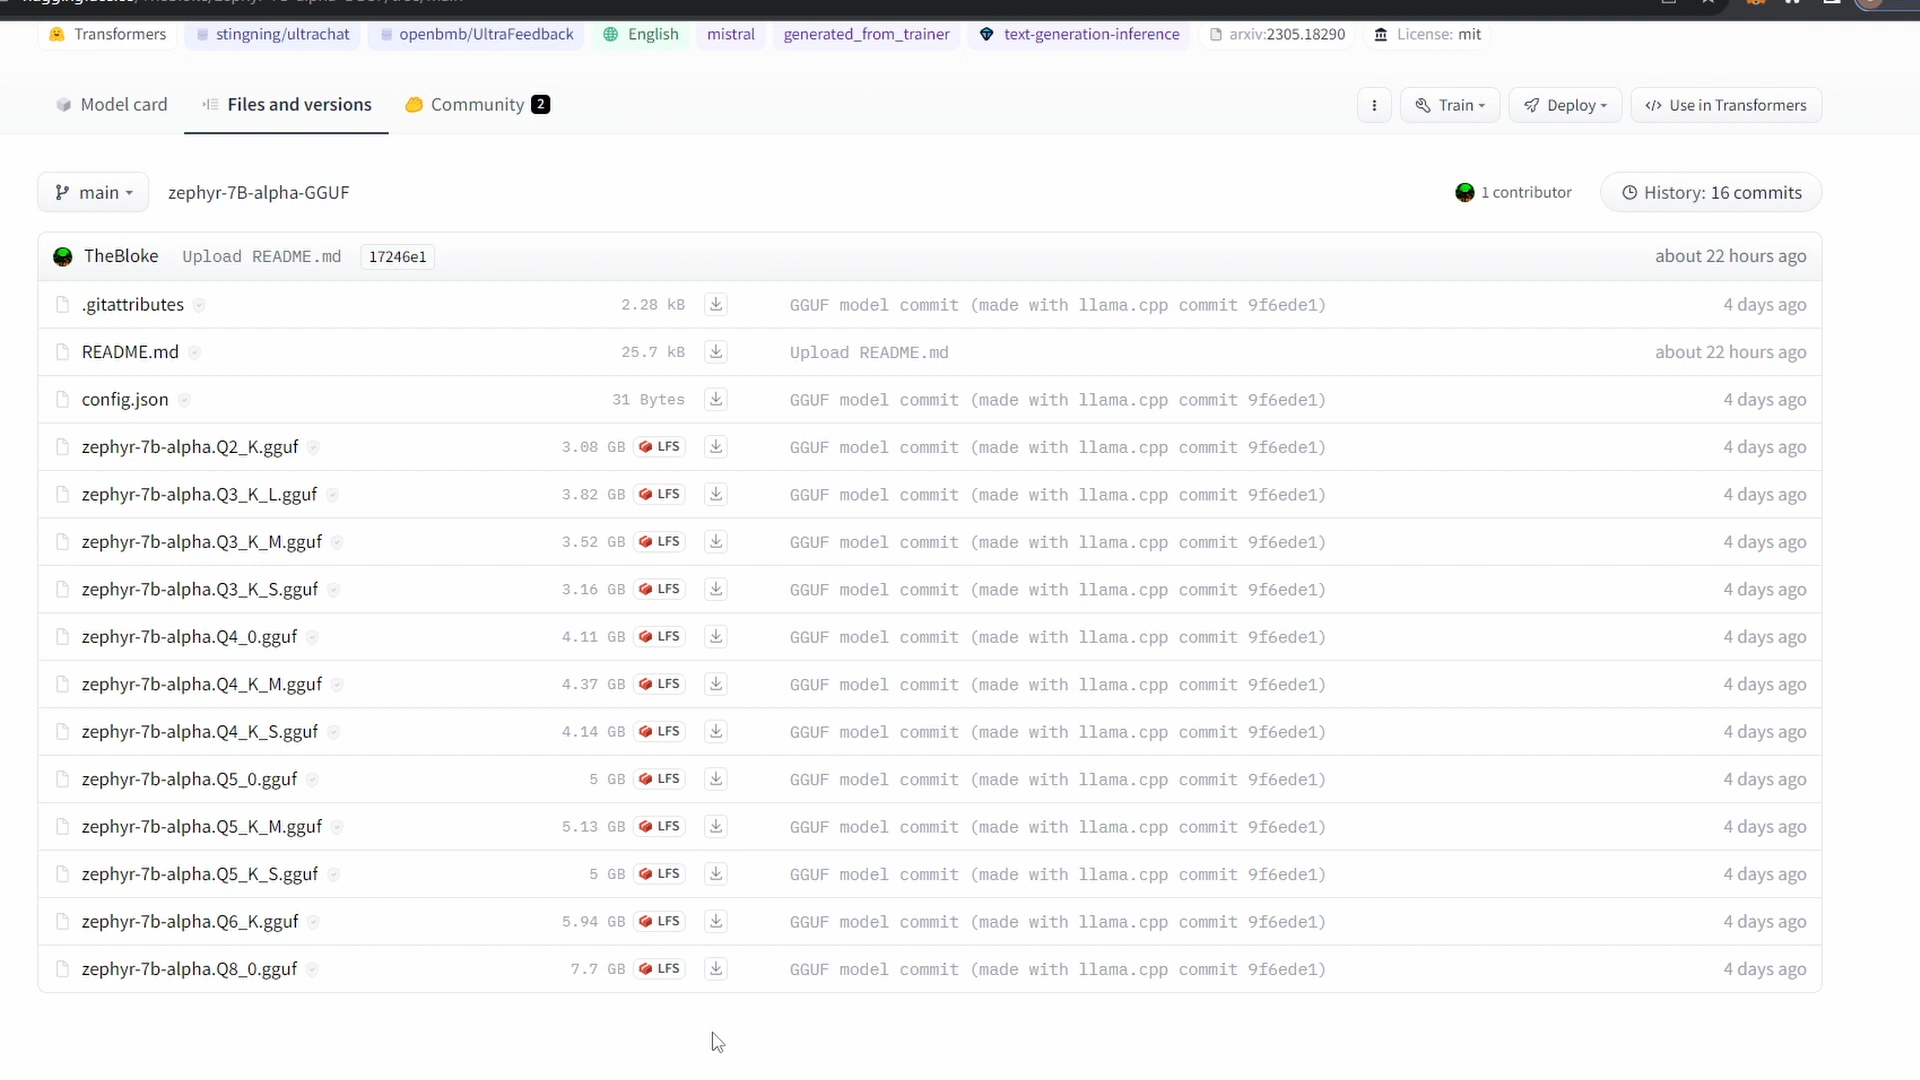 Transformers stingning/ultrachat openbmb/UltraFeedback English mistral generated_from_trainer text-generation-inference arxiv:2305.18290 License: mit
Model card Files and versions Community 2 Train Deploy </> Use in Transformers
main zephyr-7B-alpha-GGUF 1 contributor History: 16 commits
TheBloke Upload README.md 17246e1 about 22 hours ago
.gitattributes 2.28 kB GGUF model commit (made with llama.cpp commit 9f6ede1) 4 days ago
README.md 25.7 kB Upload README.md about 22 hours ago
config.json 31 Bytes GGUF model commit (made with llama.cpp commit 9f6ede1) 4 days ago
zephyr-7b-alpha.Q2_K.gguf 3.08 GB LFS GGUF model commit (made with llama.cpp commit 9f6ede1) 4 days ago
zephyr-7b-alpha.Q3_K_L.gguf 3.82 GB LFS GGUF model commit (made with llama.cpp commit 9f6ede1) 4 days ago
zephyr-7b-alpha.Q3_K_M.gguf 3.52 GB LFS GGUF model commit (made with llama.cpp commit 9f6ede1) 4 days ago
zephyr-7b-alpha.Q3_K_S.gguf 3.16 GB LFS GGUF model commit (made with llama.cpp commit 9f6ede1) 4 days ago
zephyr-7b-alpha.Q4_0.gguf 4.11 GB LFS GGUF model commit (made with llama.cpp commit 9f6ede1) 4 days ago
zephyr-7b-alpha.Q4_K_M.gguf 4.37 GB LFS GGUF model commit (made with llama.cpp commit 9f6ede1) 4 days ago
zephyr-7b-alpha.Q4_K_S.gguf 4.14 GB LFS GGUF model commit (made with llama.cpp commit 9f6ede1) 4 days ago
zephyr-7b-alpha.Q5_0.gguf 5 GB LFS GGUF model commit (made with llama.cpp commit 9f6ede1) 4 days ago
zephyr-7b-alpha.Q5_K_M.gguf 5.13 GB LFS GGUF model commit (made with llama.cpp commit 9f6ede1) 4 days ago
zephyr-7b-alpha.Q5_K_S.gguf 5 GB LFS GGUF model commit (made with llama.cpp commit 9f6ede1) 4 days ago
zephyr-7b-alpha.Q6_K.gguf 5.94 GB LFS GGUF model commit (made with llama.cpp commit 9f6ede1) 4 days ago
zephyr-7b-alpha.Q8_0.gguf 7.7 GB LFS GGUF model commit (made with llama.cpp commit 9f6ede1) 4 days ago